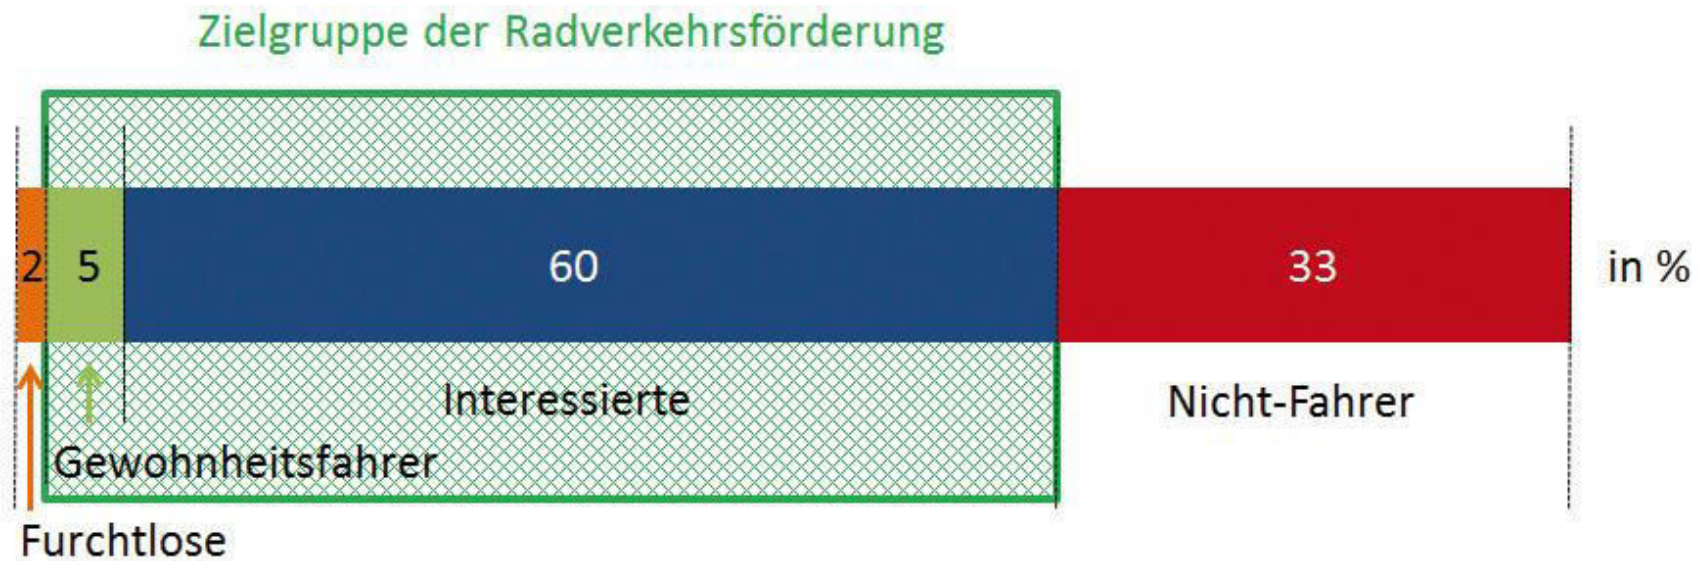 Zielgruppe der Radverkehrsförderung
2 5 60 33 in %
Interessierte Nicht-Fahrer
Gewohnheitsfahrer
Furchtlose